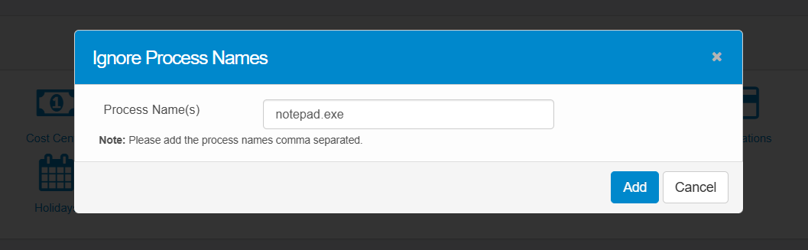 Ignore Process Names
×
Process Name(s)
notepad.exe
Note: Please add the process names comma separated.
Cost Cen
ations
Holiday
Add
Cancel